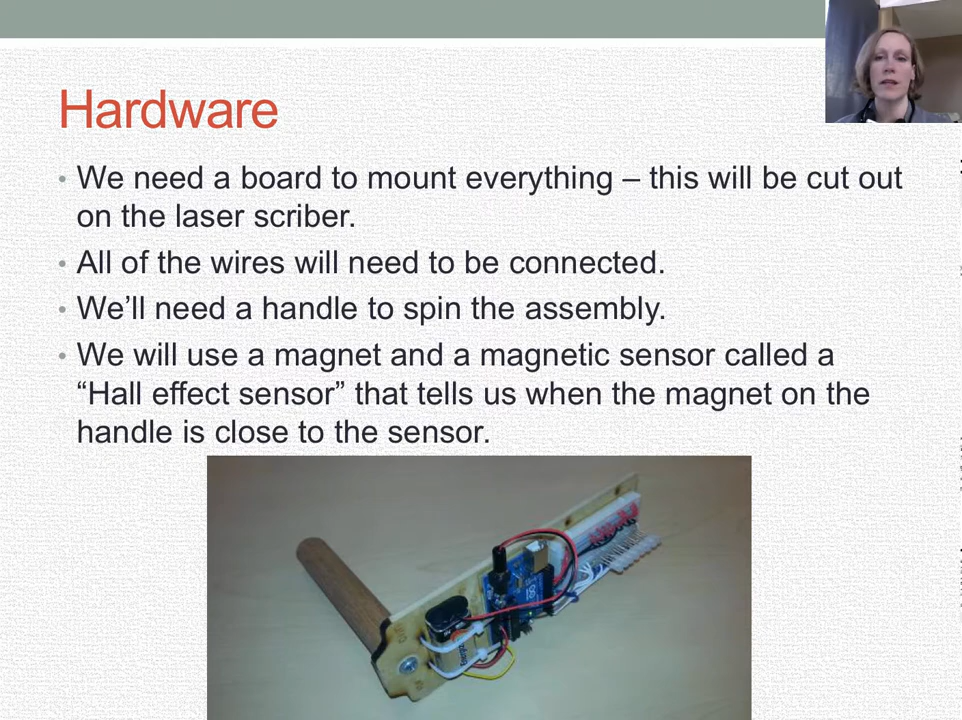 Hardware
• We need a board to mount everything – this will be cut out
on the laser scriber.
• All of the wires will need to be connected.
• We’ll need a handle to spin the assembly.
• We will use a magnet and a magnetic sensor called a
“Hall effect sensor” that tells us when the magnet on the
handle is close to the sensor.